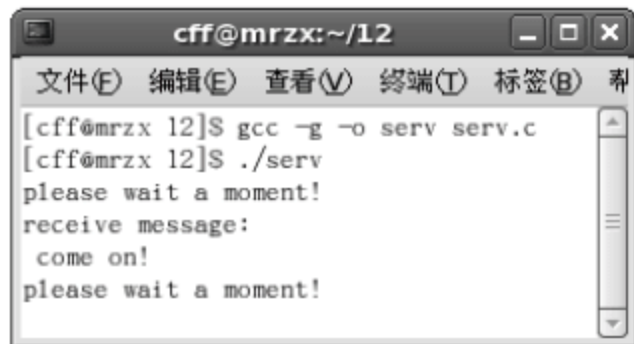 cff@mrzx:~/12
文件(F) 编辑(E) 查看(V) 终端(T) 标签(B)
[cff@mrzx 12]$ gcc -g -o serv serv.c
[cff@mrzx 12]$ ./serv
please wait a moment!
receive message:
 come on!
please wait a moment!